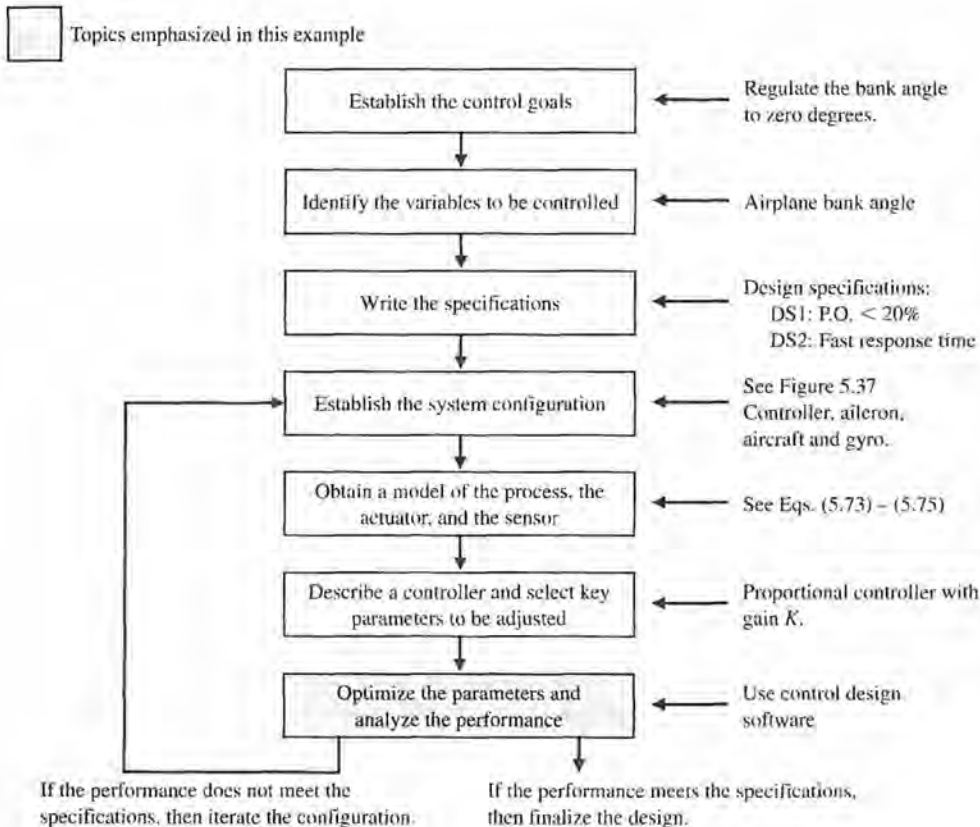 Topics emphasized in this example
Establish the control goals
Regulate the bank angle
to zero degrees.
Identify the variables to be controlled
Airplane bank angle
Write the specifications
Design specifications:
DS1: P.O. < 20%
DS2: Fast response time
Establish the system configuration
See Figure 5.37
Controller, aileron,
aircraft and gyro.
Obtain a model of the process, the
actuator, and the sensor
See Eqs. (5.73) – (5.75)
Describe a controller and select key
parameters to be adjusted
Proportional controller with
gain K.
Optimize the parameters and
analyze the performance
Use control design
software
If the performance does not meet the
specifications, then iterate the configuration.
If the performance meets the specifications,
then finalize the design.